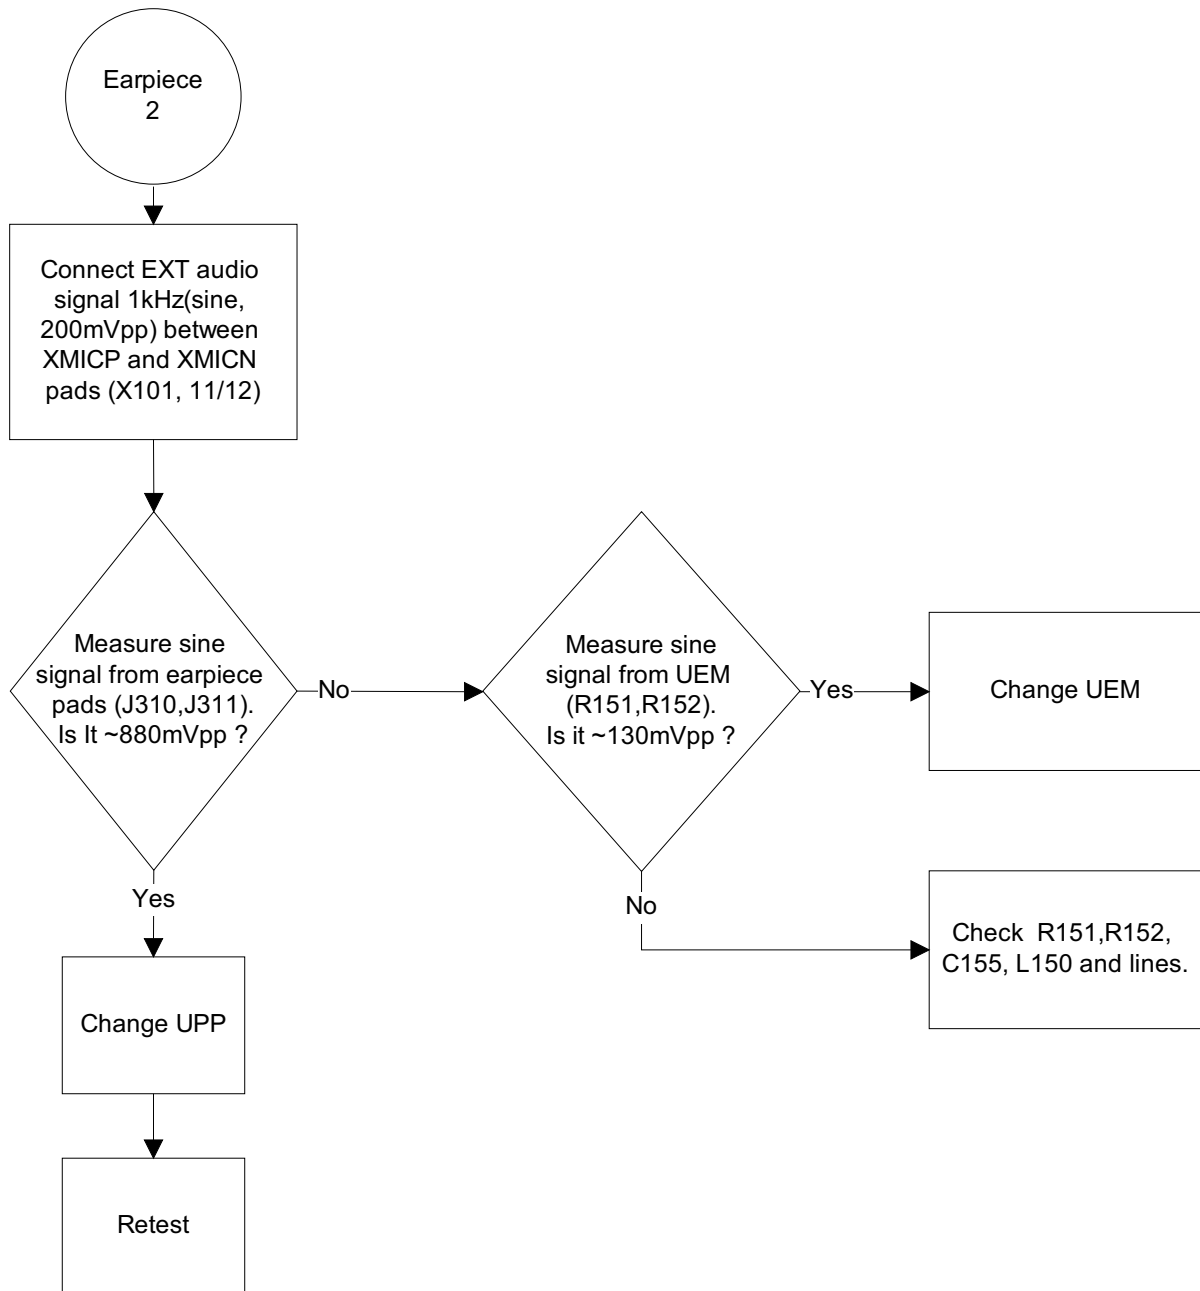 Earpiece
2
Connect EXT audio
signal 1kHz(sine,
200mVpp) between
XMICP and XMICN
pads (X101, 11/12)
Measure sine
signal from earpiece
pads (J310,J311).
Is It ~880mVpp ?
No
Measure sine
signal from UEM
(R151,R152).
Is it ~130mVpp ?
Yes
Change UEM
Yes
No
Check R151,R152,
C155, L150 and lines.
Change UPP
Retest